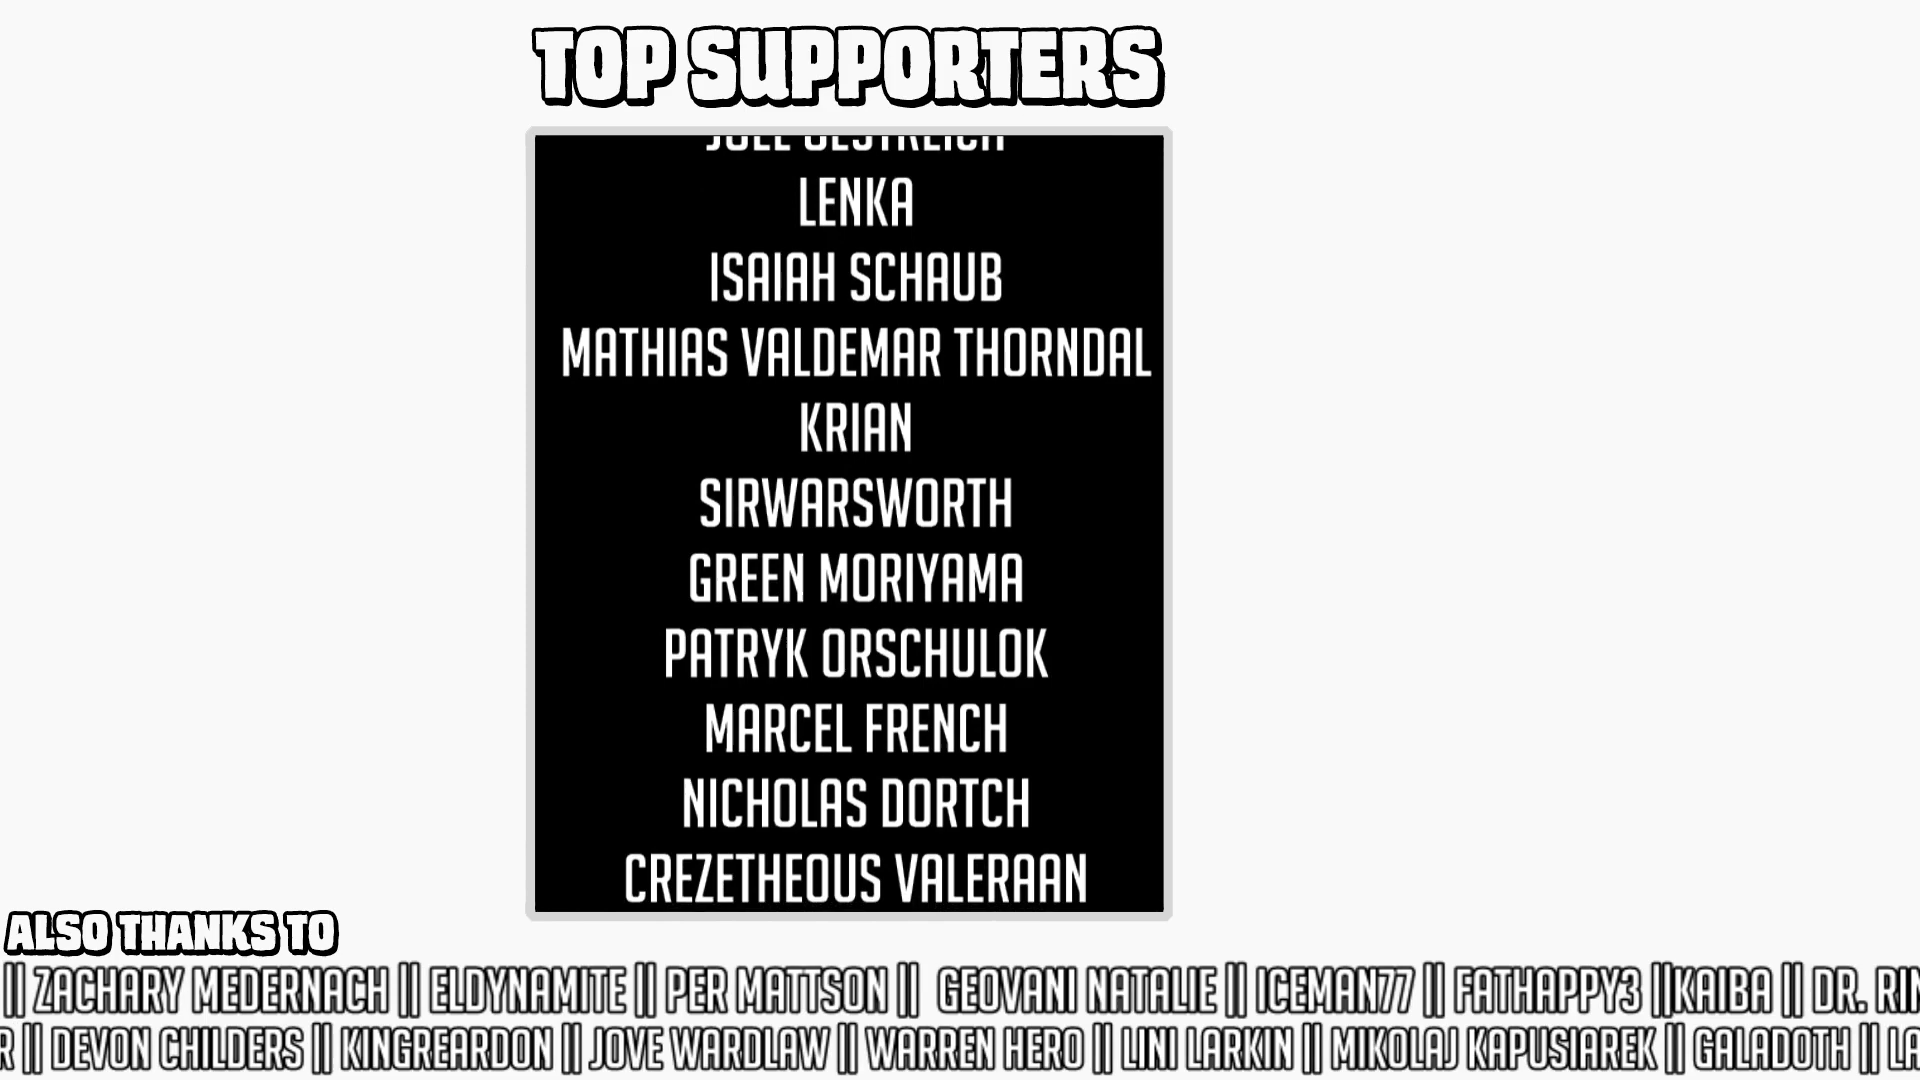 TOP SUPPORTERS
LENKA
ISAIAH SCHAUB
MATHIAS VALDEMAR THORNDAL
KRIAN
SIRWARSWORTH
GREEN MORIYAMA
PATRYK ORSCHULOK
MARCEL FRENCH
NICHOLAS DORTCH
CREZETHEOUS VALERAAN
ALSO THANKS TO
|| ZACHARY MEDERNACH || ELDYNAMITE || PER MATTSON || GEOVANI NATALIE || ICEMAN77 || FATHAPPY3 ||KAIBA || DR.
|| DEVON CHILDERS || KINGREARDON || JOVE WARDLAW || WARREN HERO || LINI LARKIN || MIKOLAJ KAPUSIAREK || GALADOTH ||